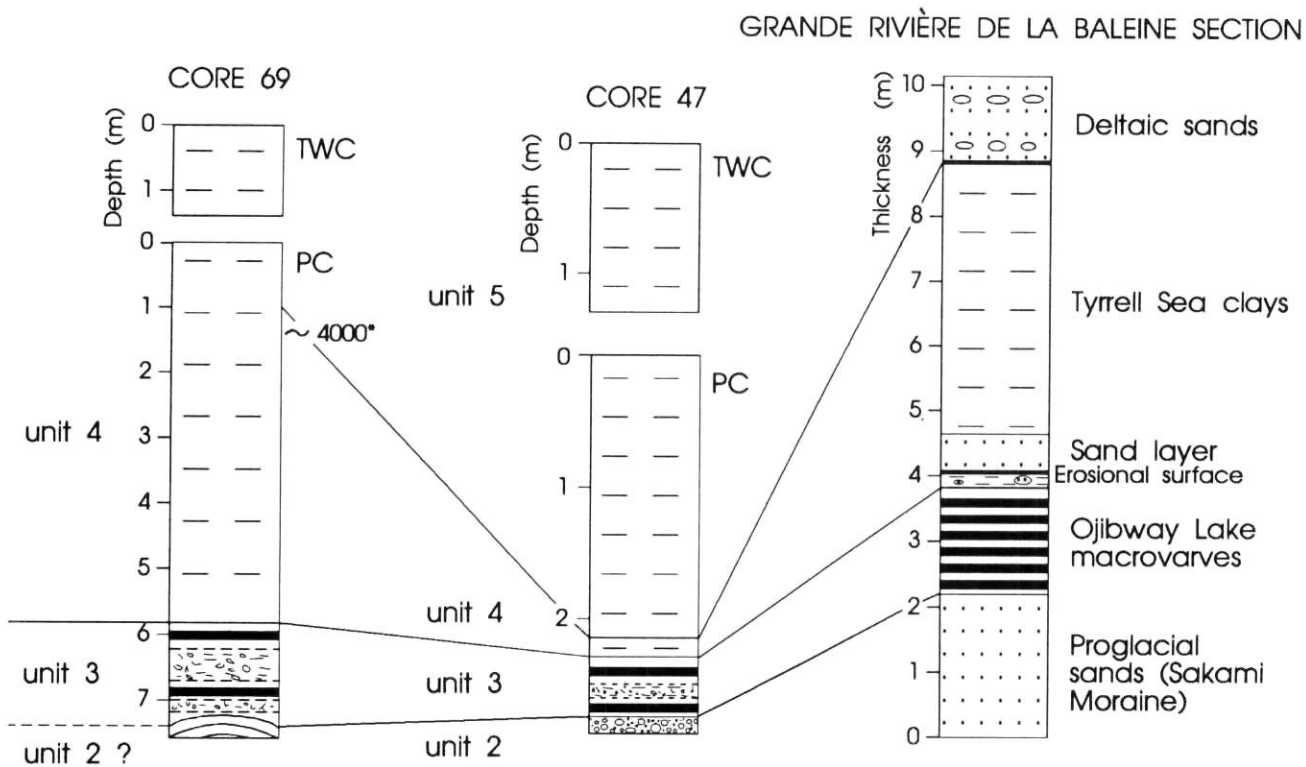 GRANDE RIVIÈRE DE LA BALEINE SECTION
CORE 69
Depth (m)
0
1
TWC
0
1
2
3
4
5
6
7
PC
~ 4000*
unit 4
unit 3
unit 2 ?
CORE 47
Depth (m)
0
1
TWC
unit 5
0
1
2
PC
unit 4
unit 3
unit 2
Thickness (m)
10
9
8
7
6
5
4
3
2
1
0
Deltaic sands
Tyrrell Sea clays
Sand layer
Erosional surface
Ojibway Lake
macrovarves
Proglacial
sands (Sakami
Moraine)